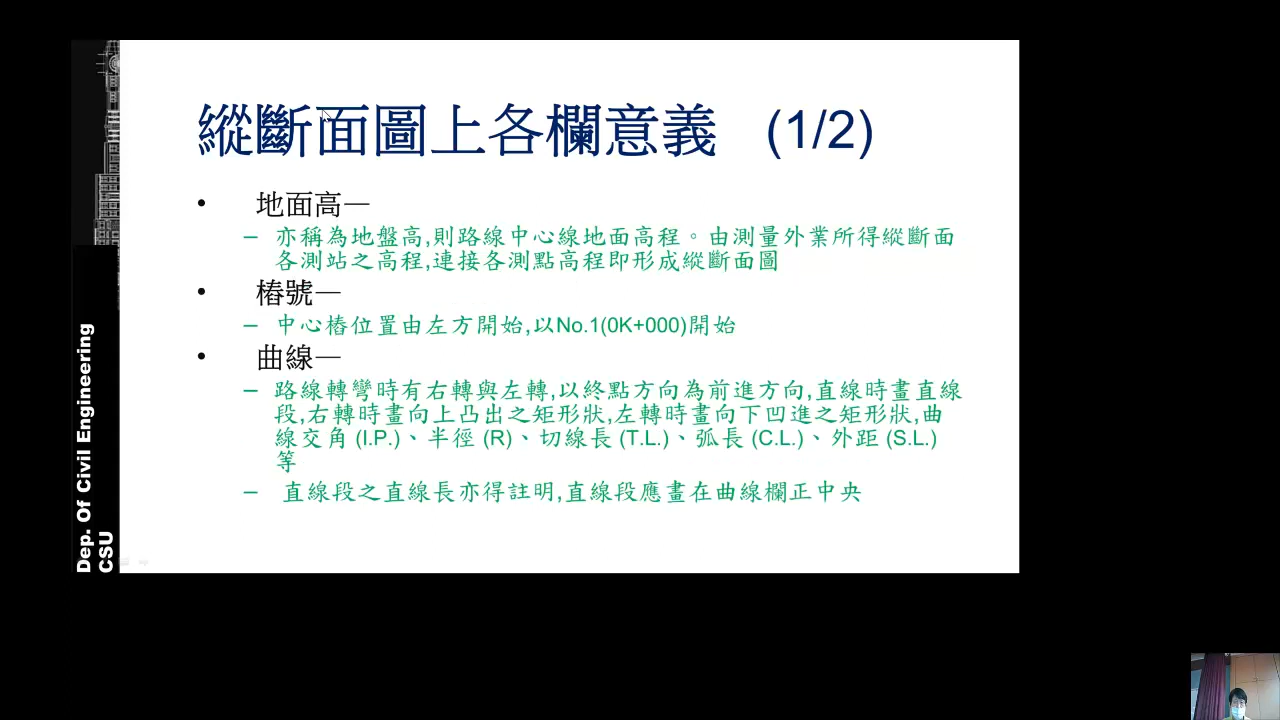 縱斷面圖上各欄意義 (1/2)
• 地面高—
– 亦稱為地盤高,則路線中心線地面高程。由測量外業所得縱斷面
各測站之高程,連接各測點高程即形成縱斷面圖
• 樁號—
– 中心樁位置由左方開始,以No.1(0K+000)開始
• 曲線—
– 路線轉彎時有右轉與左轉,以終點方向為前進方向,直線時畫直線
段,右轉時畫向上凸出之矩形狀,左轉時畫向下凹進之矩形狀,曲
線交角 (I.P.)、半徑 (R)、切線長 (T.L.)、弧長 (C.L.)、外距 (S.L.)
等
– 直線段之直線長亦得註明,直線段應畫在曲線欄正中央
Dep. Of Civil Engineering
CSU